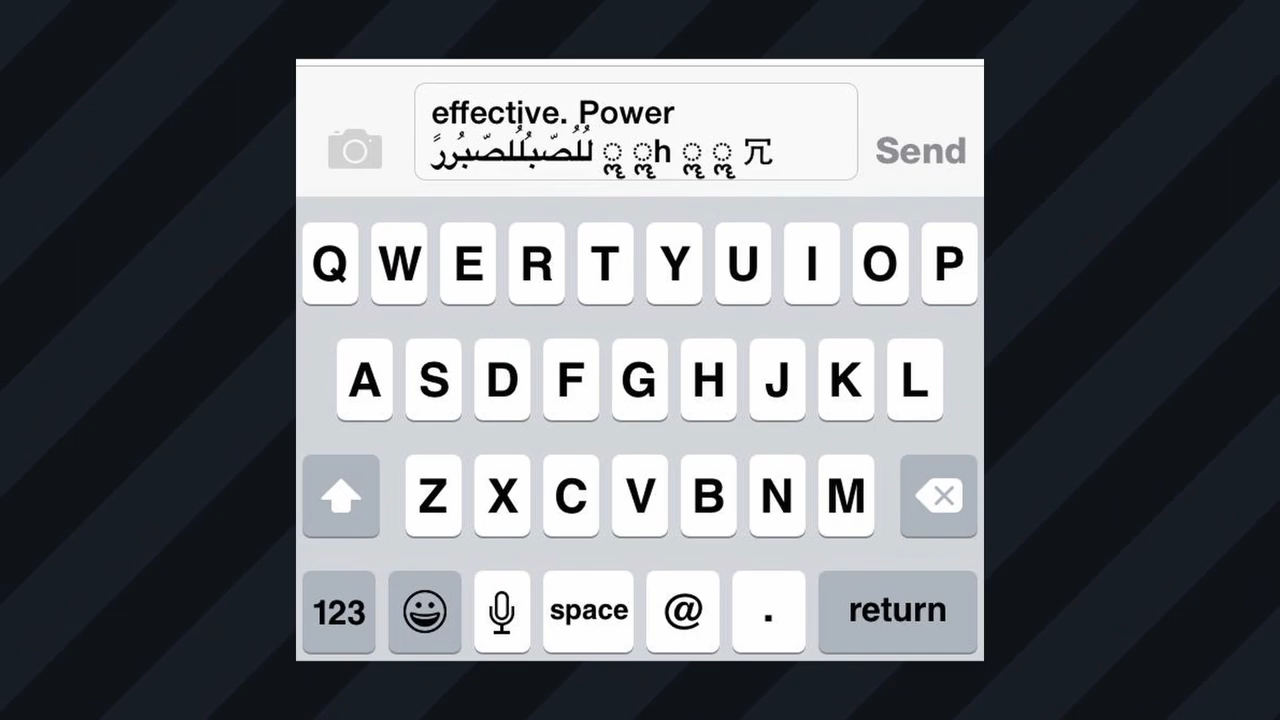 effective. Power
لُلُصّبُلُلصّبُررً ॣ ॣh ॣ ॣ 冗
Send
Q W E R T Y U I O P
A S D F G H J K L
Z X C V B N M
123 space @ . return